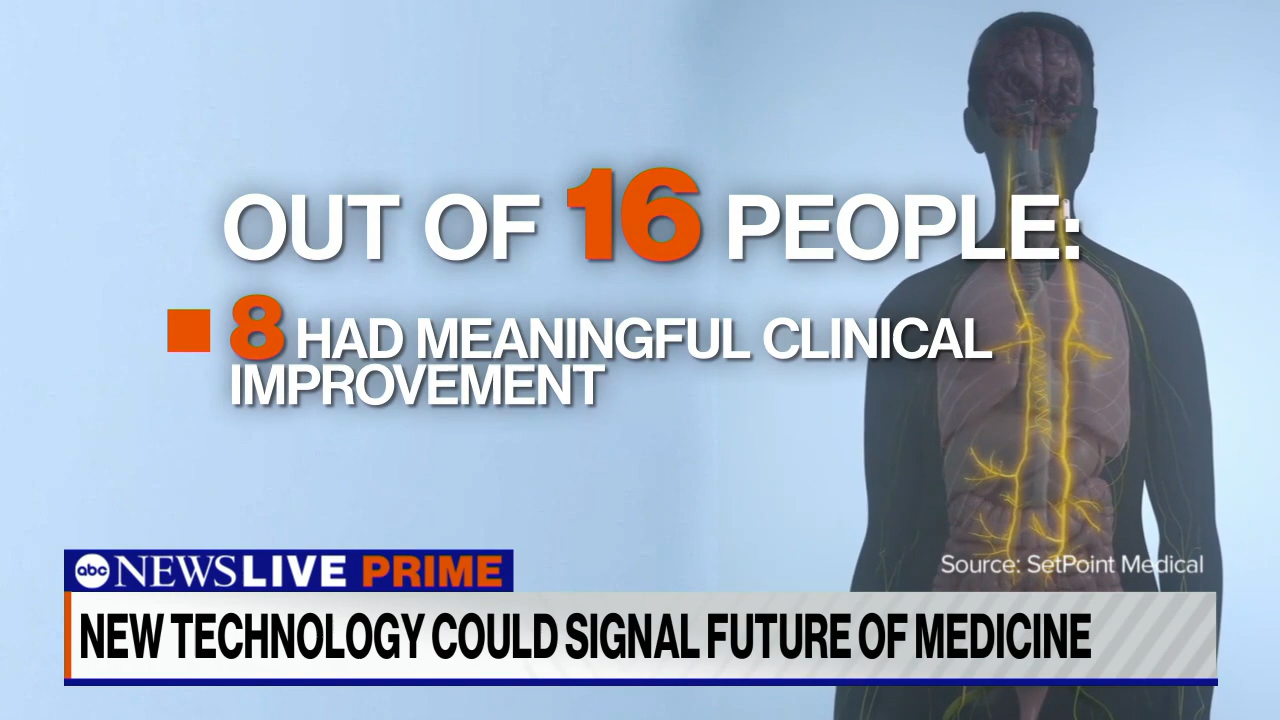 OUT OF 16 PEOPLE:
8 HAD MEANINGFUL CLINICAL
IMPROVEMENT
Source: SetPoint Medical
abc NEWS LIVE PRIME
NEW TECHNOLOGY COULD SIGNAL FUTURE OF MEDICINE